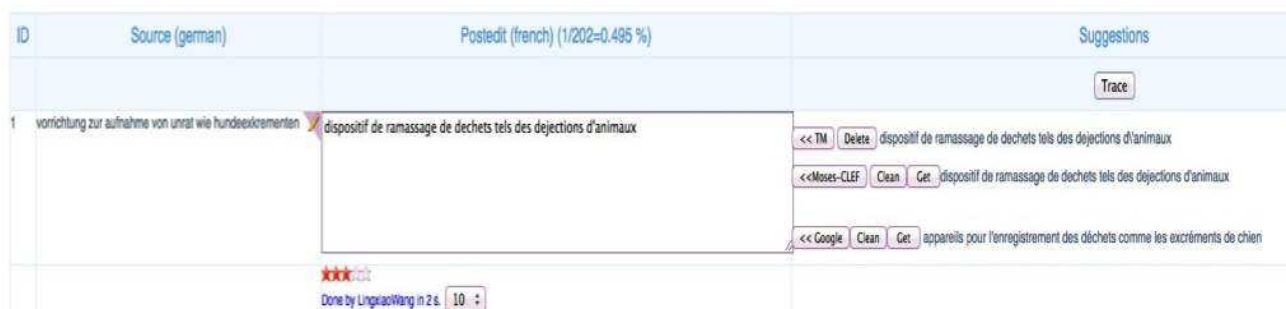 ID Source (german) Postedit (french) (1/202=0.495 %) Suggestions
Trace
1 vorrichtung zur aufnahme von unrat wie hundeexkrementen dispositif de ramassage de dechets tels des dejections d'animaux
<< TM Delete dispositif de ramassage de dechets tels des dejections d\'animaux
<<Moses-CLEF Clean Get dispositif de ramassage de dechets tels des dejections d'animaux
<< Google Clean Get appareils pour l'enregistrement des déchets comme les excréments de chien
Done by LingxiaoWang in 2 s. 10